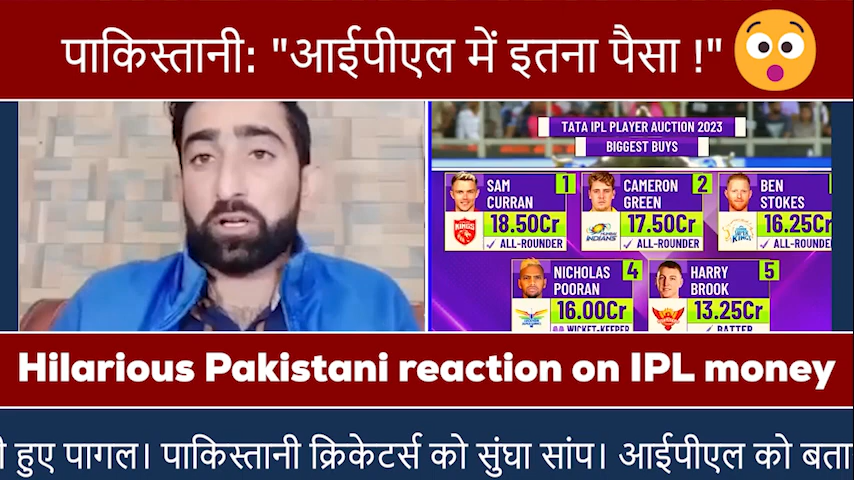 पाकिस्तानी: "आईपीएल में इतना पैसा !"
TATA IPL PLAYER AUCTION 2023
BIGGEST BUYS
SAM CURRAN 1
18.50Cr
ALL-ROUNDER
CAMERON GREEN 2
17.50Cr
INDIANS
ALL-ROUNDER
BEN STOKES
16.25Cr
KINGS
NICHOLAS POORAN 4
16.00Cr
WICKET-KEEPER
HARRY BROOK 5
13.25Cr
BATTER
Hilarious Pakistani reaction on IPL money
हुए पागल। पाकिस्तानी क्रिकेटर्स को सुंघा सांप। आईपीएल को बता